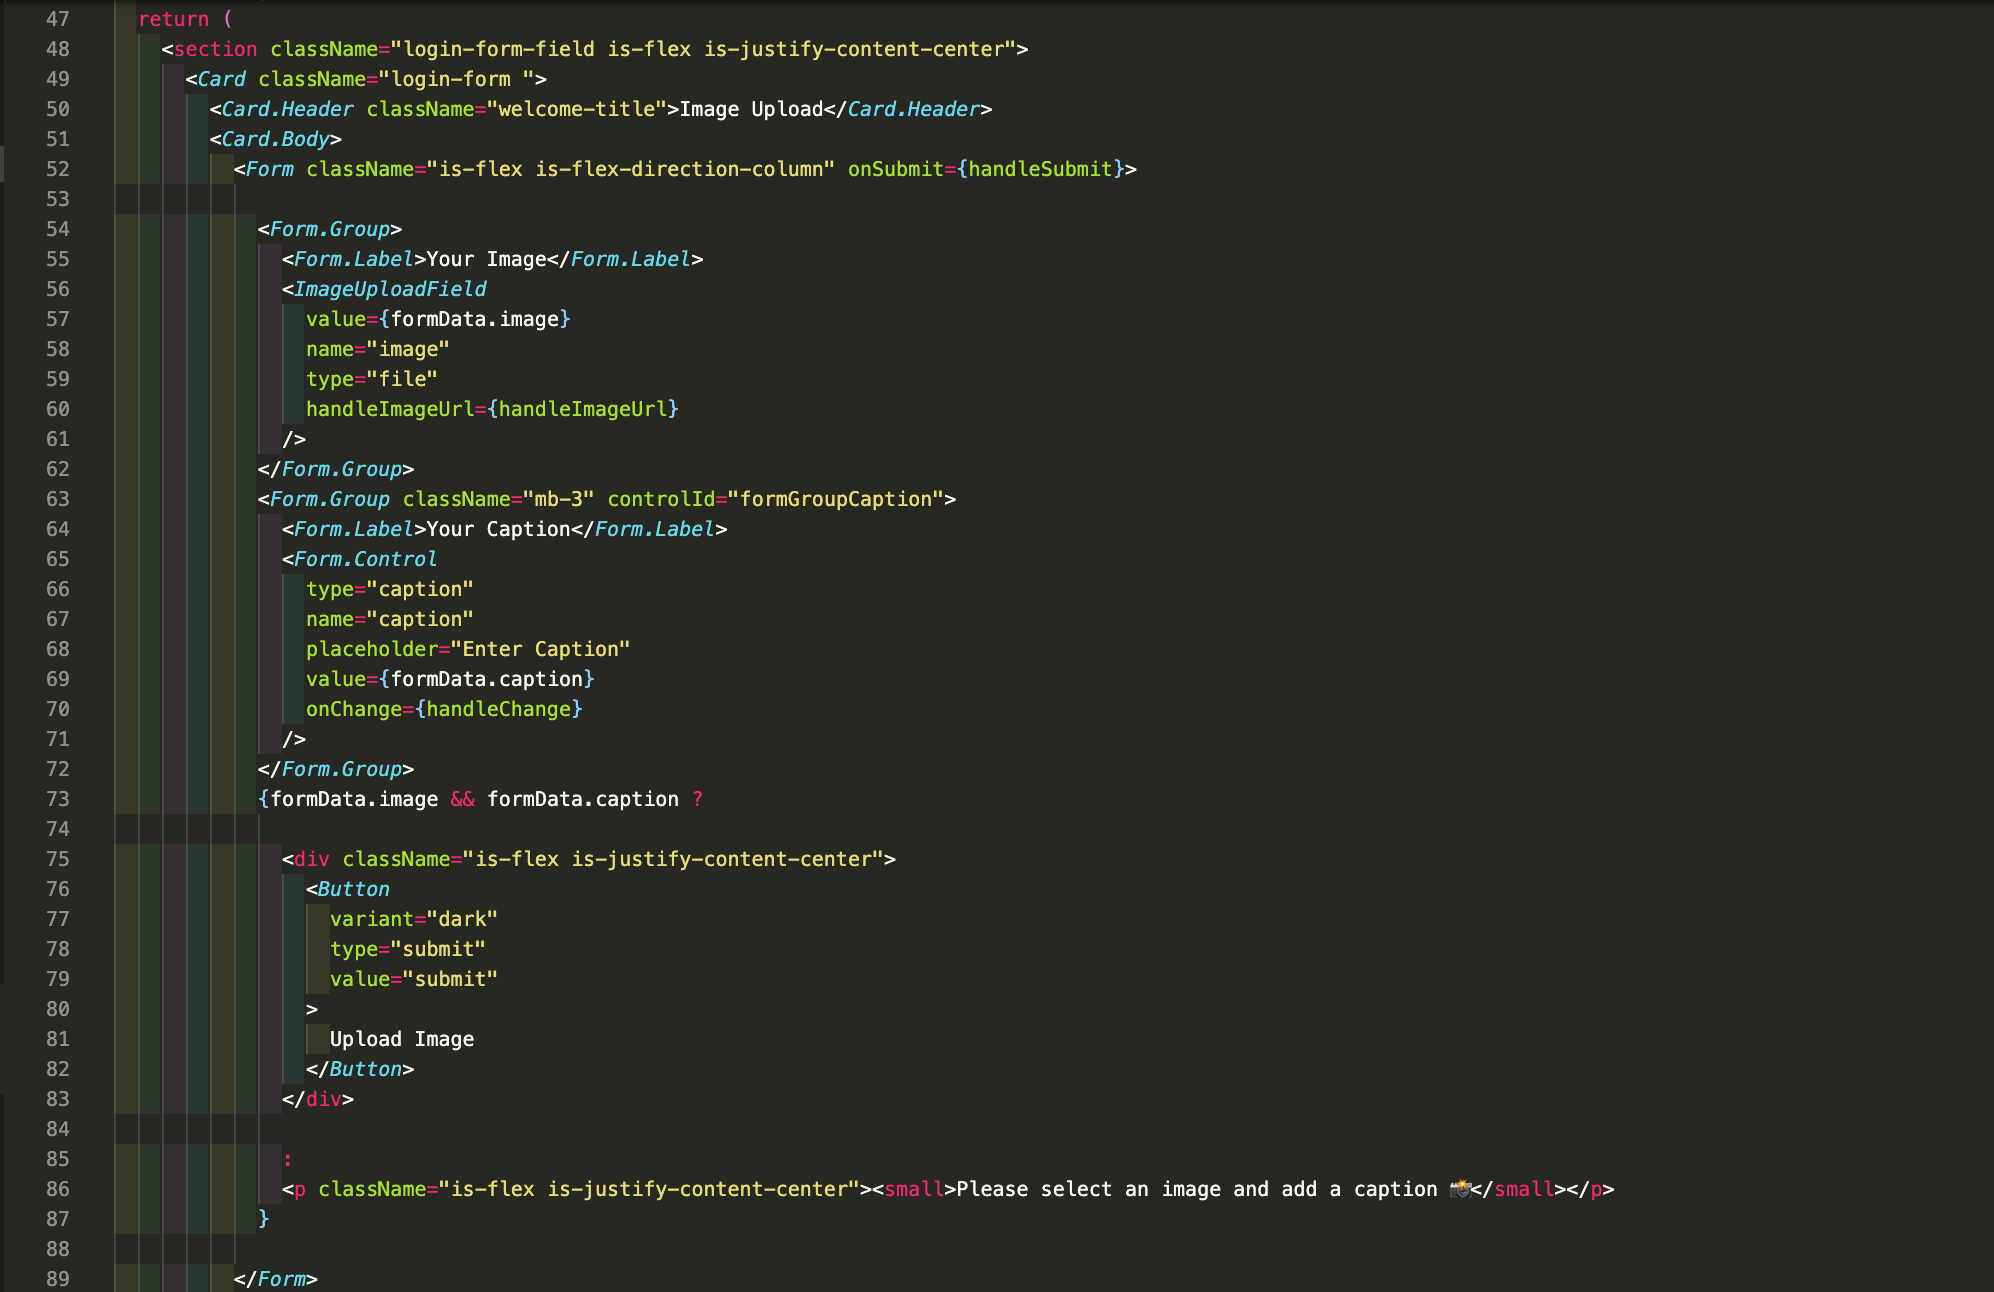 47 return (
48 <section className="login-form-field is-flex is-justify-content-center">
49 <Card className="login-form ">
50 <Card.Header className="welcome-title">Image Upload</Card.Header>
51 <Card.Body>
52 <Form className="is-flex is-flex-direction-column" onSubmit={handleSubmit}>
53
54 <Form.Group>
55 <Form.Label>Your Image</Form.Label>
56 <ImageUploadField
57 value={formData.image}
58 name="image"
59 type="file"
60 handleImageUrl={handleImageUrl}
61 />
62 </Form.Group>
63 <Form.Group className="mb-3" controlId="formGroupCaption">
64 <Form.Label>Your Caption</Form.Label>
65 <Form.Control
66 type="caption"
67 name="caption"
68 placeholder="Enter Caption"
69 value={formData.caption}
70 onChange={handleChange}
71 />
72 </Form.Group>
73 {formData.image && formData.caption ?
74
75 <div className="is-flex is-justify-content-center">
76 <Button
77 variant="dark"
78 type="submit"
79 value="submit"
80 >
81 Upload Image
82 </Button>
83 </div>
84
85 :
86 <p className="is-flex is-justify-content-center"><small>Please select an image and add a caption 📸</small></p>
87 }
88
89 </Form>